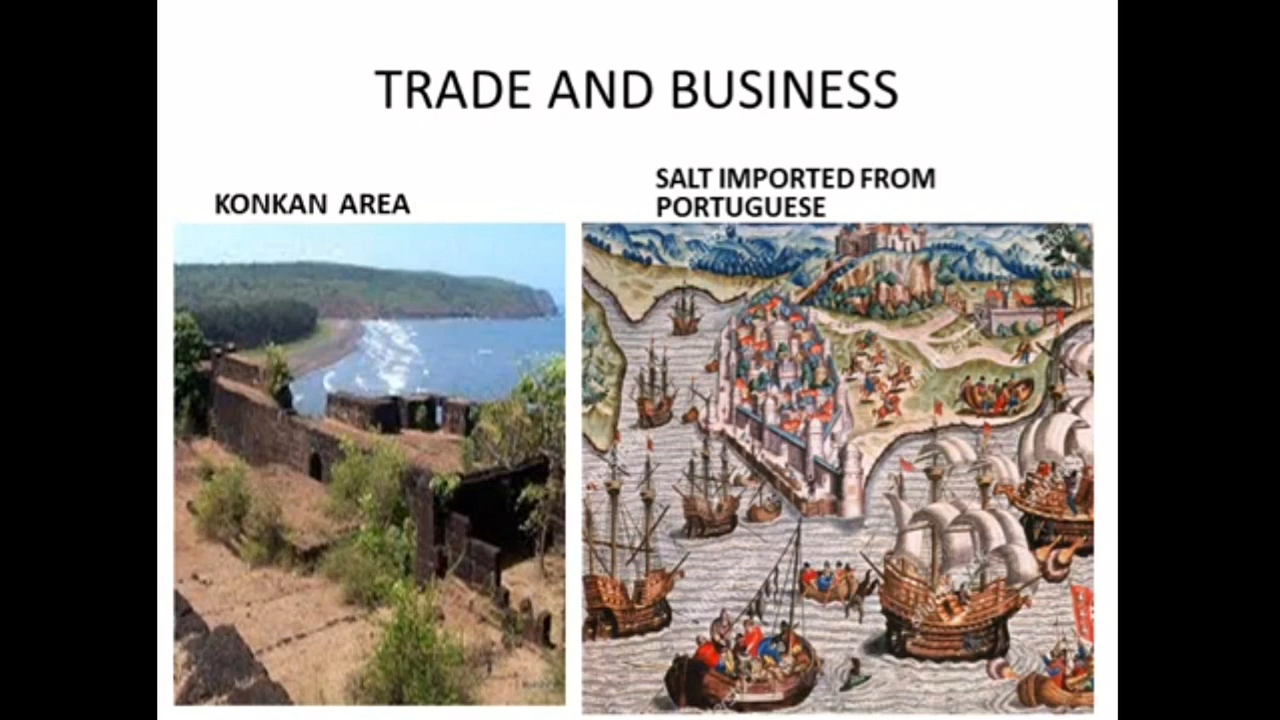 TRADE AND BUSINESS
KONKAN AREA
SALT IMPORTED FROM
PORTUGUESE